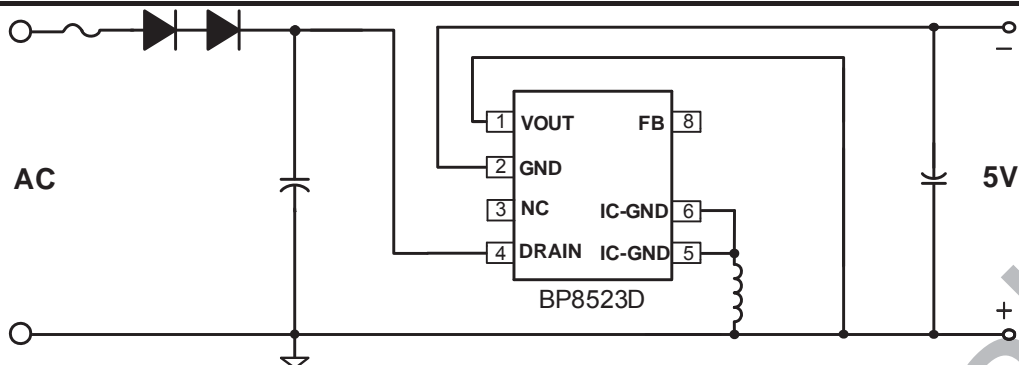 AC
1 VOUT FB 8
2 GND
3 NC IC-GND 6
4 DRAIN IC-GND 5
BP8523D
−
5V
+